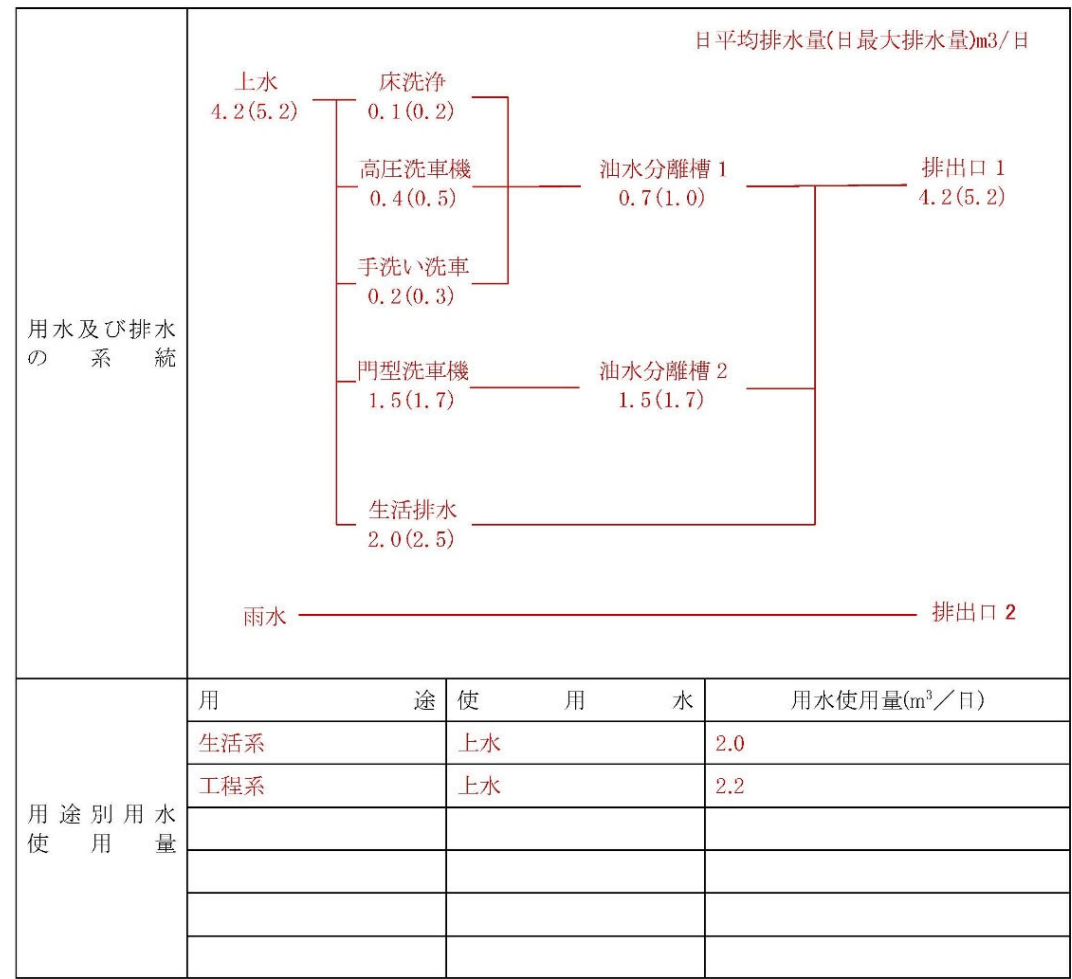 日平均排水量(日最大排水量)m3/日
上水
4.2(5.2)
床洗浄
0.1(0.2)
高圧洗車機
0.4(0.5)
油水分離槽1
0.7(1.0)
排出口1
4.2(5.2)
手洗い洗車
0.2(0.3)
用水及び排水
の系統
門型洗車機
1.5(1.7)
油水分離槽2
1.5(1.7)
生活排水
2.0(2.5)
雨水
排出口2
用途 使用水 用水使用量(m³/日)
生活系 上水 2.0
工程系 上水 2.2
用途別用水
使用量